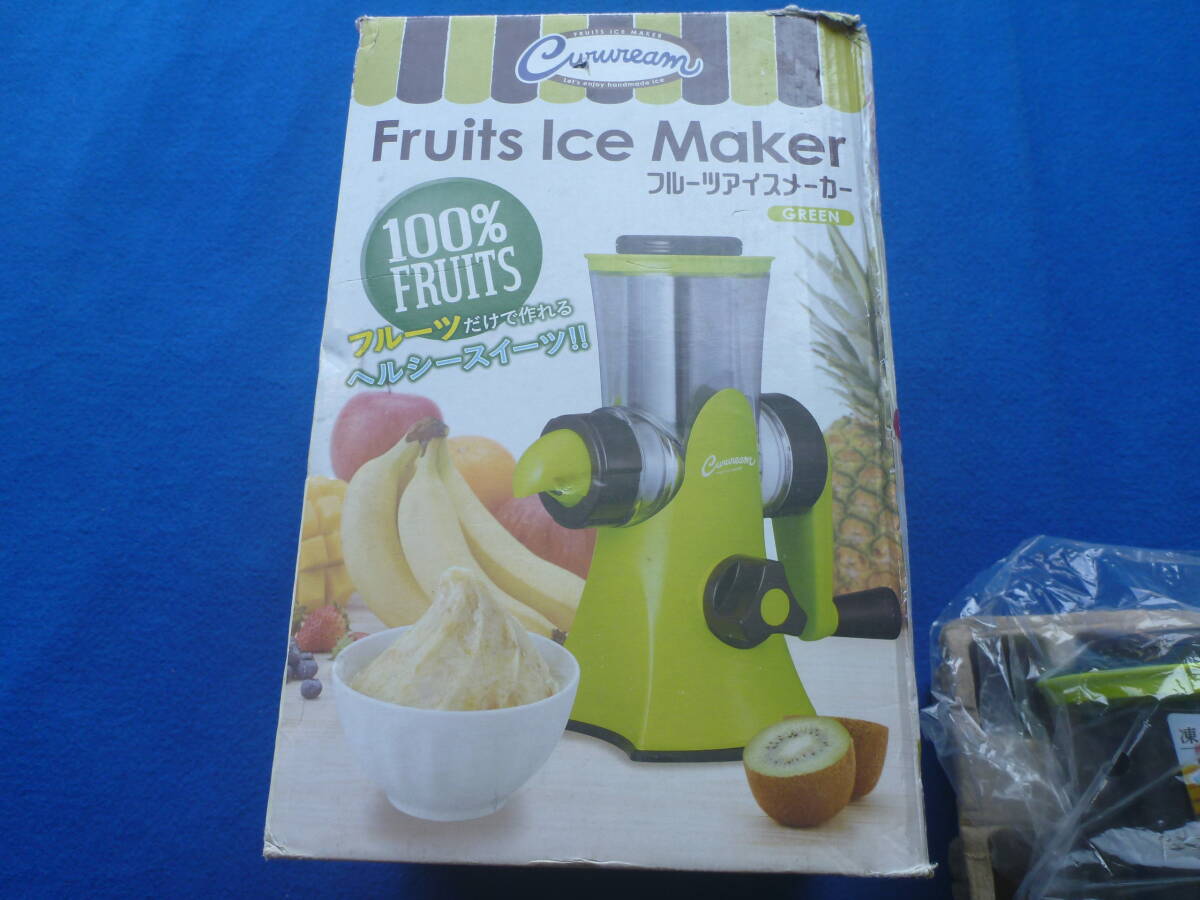 FRUITS ICE MAKER
Curuream
Let's enjoy handmade ice
Fruits Ice Maker
フルーツアイスメーカー
GREEN
100%
FRUITS
フルーツだけで作れる
ヘルシースイーツ!!
Curuream
凍